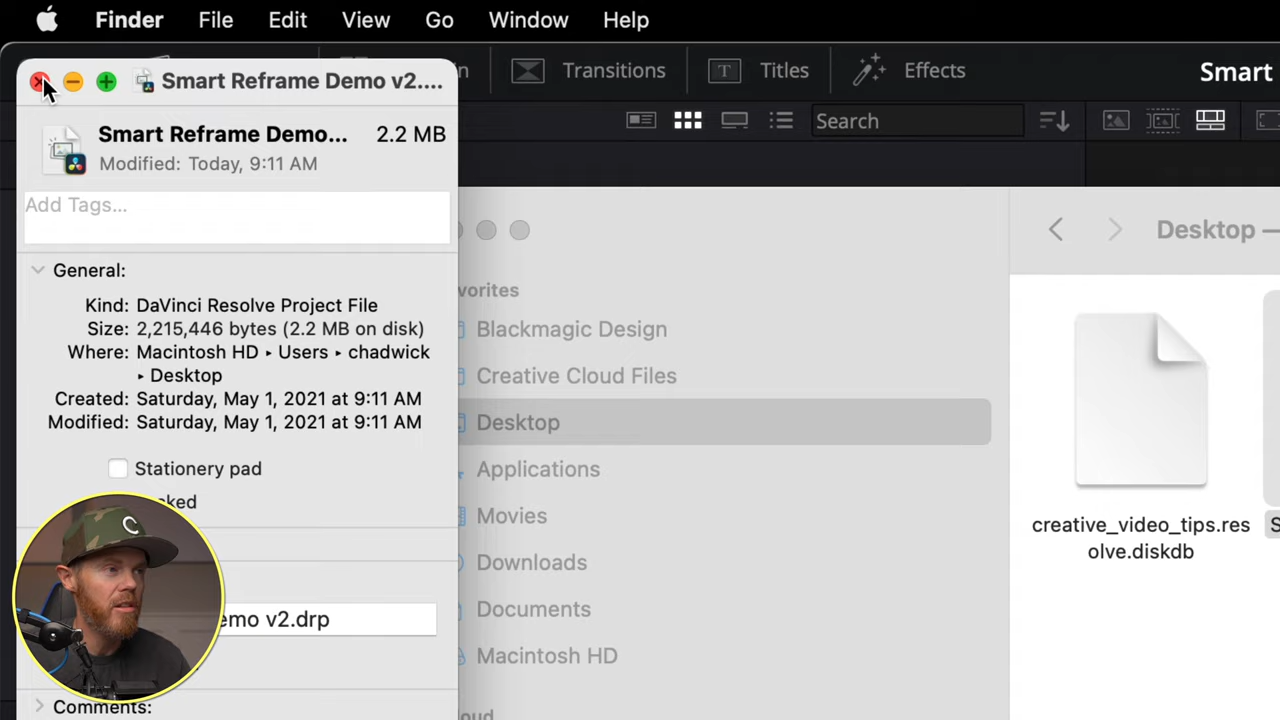 Finder File Edit View Go Window Help
Transitions Titles Effects Smart
Smart Reframe Demo v2....
Search
Smart Reframe Demo... 2.2 MB
Modified: Today, 9:11 AM
Add Tags...
General:
Kind: DaVinci Resolve Project File
Size: 2,215,446 bytes (2.2 MB on disk)
Where: Macintosh HD ▸ Users ▸ chadwick
▸ Desktop
Created: Saturday, May 1, 2021 at 9:11 AM
Modified: Saturday, May 1, 2021 at 9:11 AM
Stationery pad
emo v2.drp
Comments:
vorites
Blackmagic Design
Creative Cloud Files
Desktop
Applications
Movies
Downloads
Documents
Macintosh HD
Desktop —
creative_video_tips.res
olve.diskdb